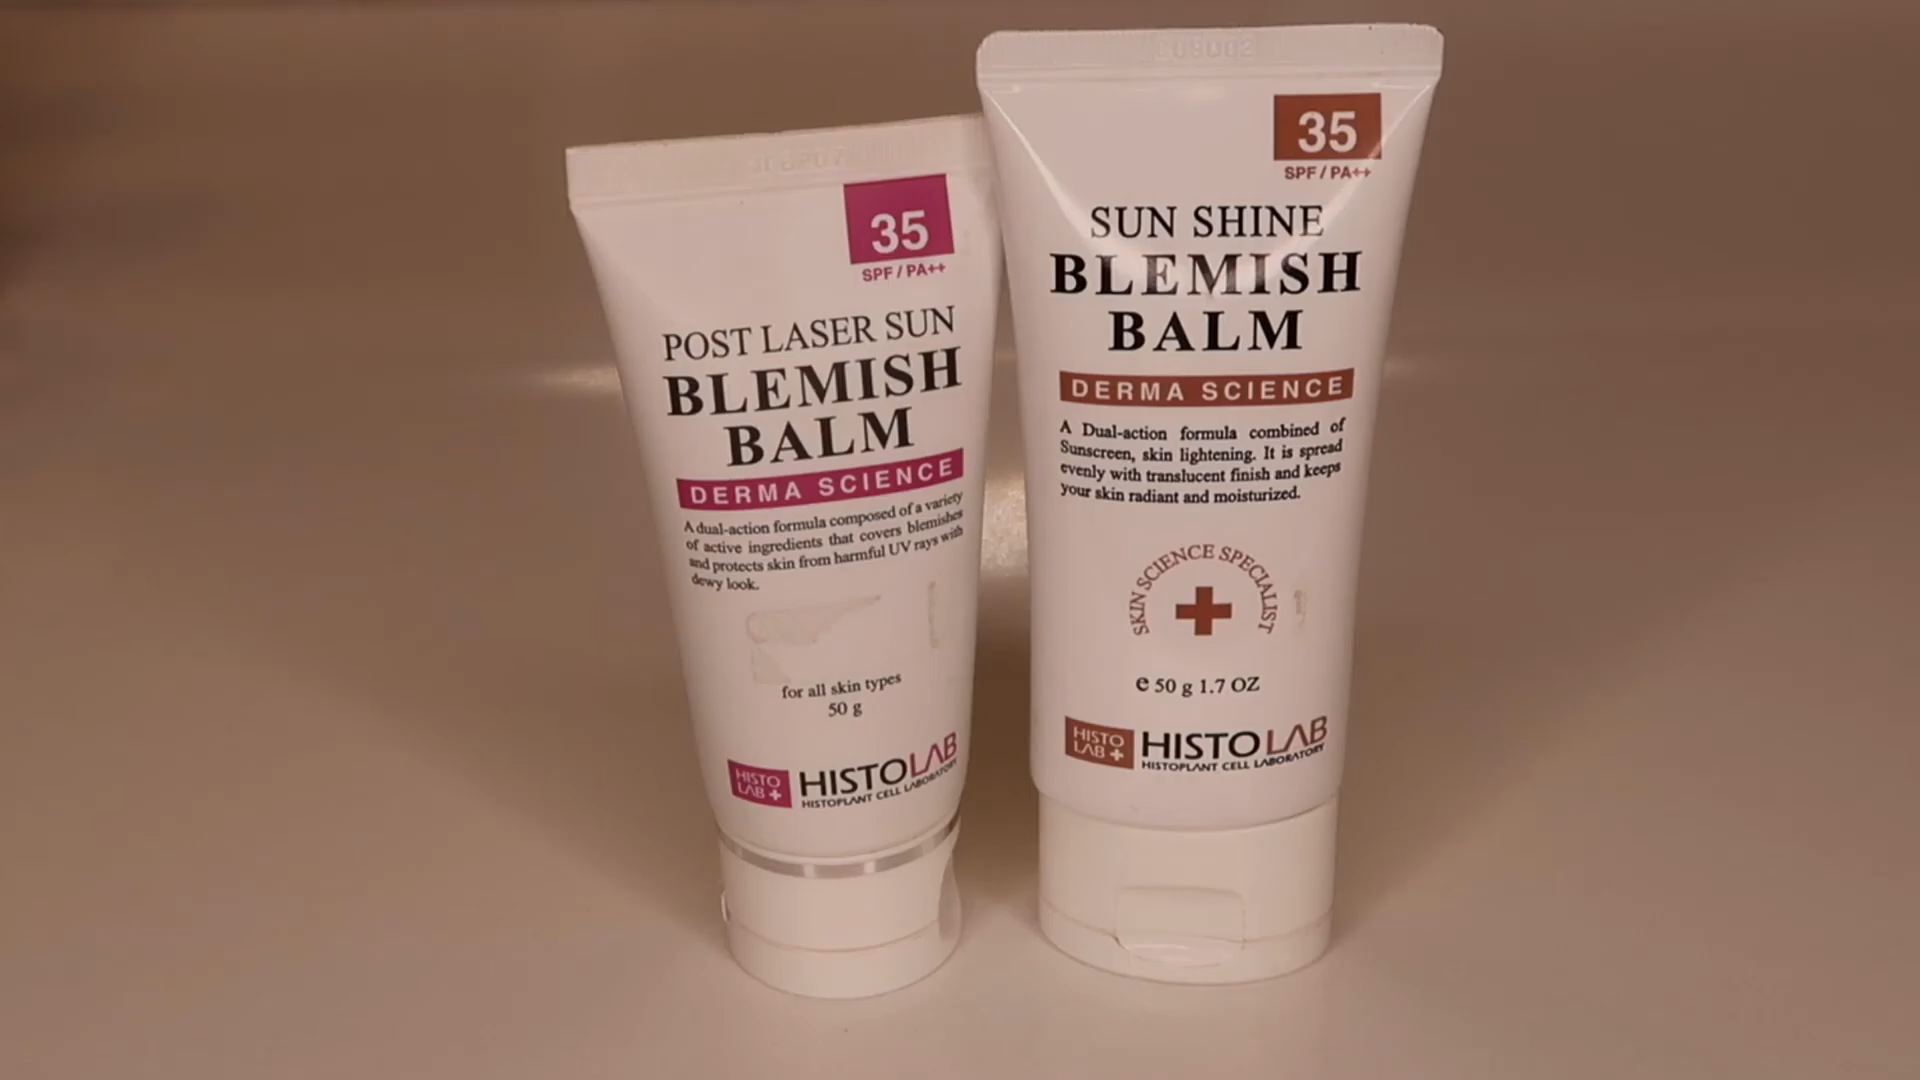 35
SPF / PA++
POST LASER SUN
BLEMISH
BALM
DERMA SCIENCE
A dual-action formula composed of a variety
of active ingredients that covers blemishes
and protects skin from harmful UV rays with
dewy look.
for all skin types
50 g
HISTO
LAB +
HISTOLAB
HISTOPLANT CELL LABORATORY
35
SPF / PA++
SUN SHINE
BLEMISH
BALM
DERMA SCIENCE
A Dual-action formula combined of
Sunscreen, skin lightening. It is spread
evenly with translucent finish and keeps
your skin radiant and moisturized.
SKIN SCIENCE SPECIALIST
e 50 g 1.7 OZ
HISTO
LAB +
HISTOLAB
HISTOPLANT CELL LABORATORY